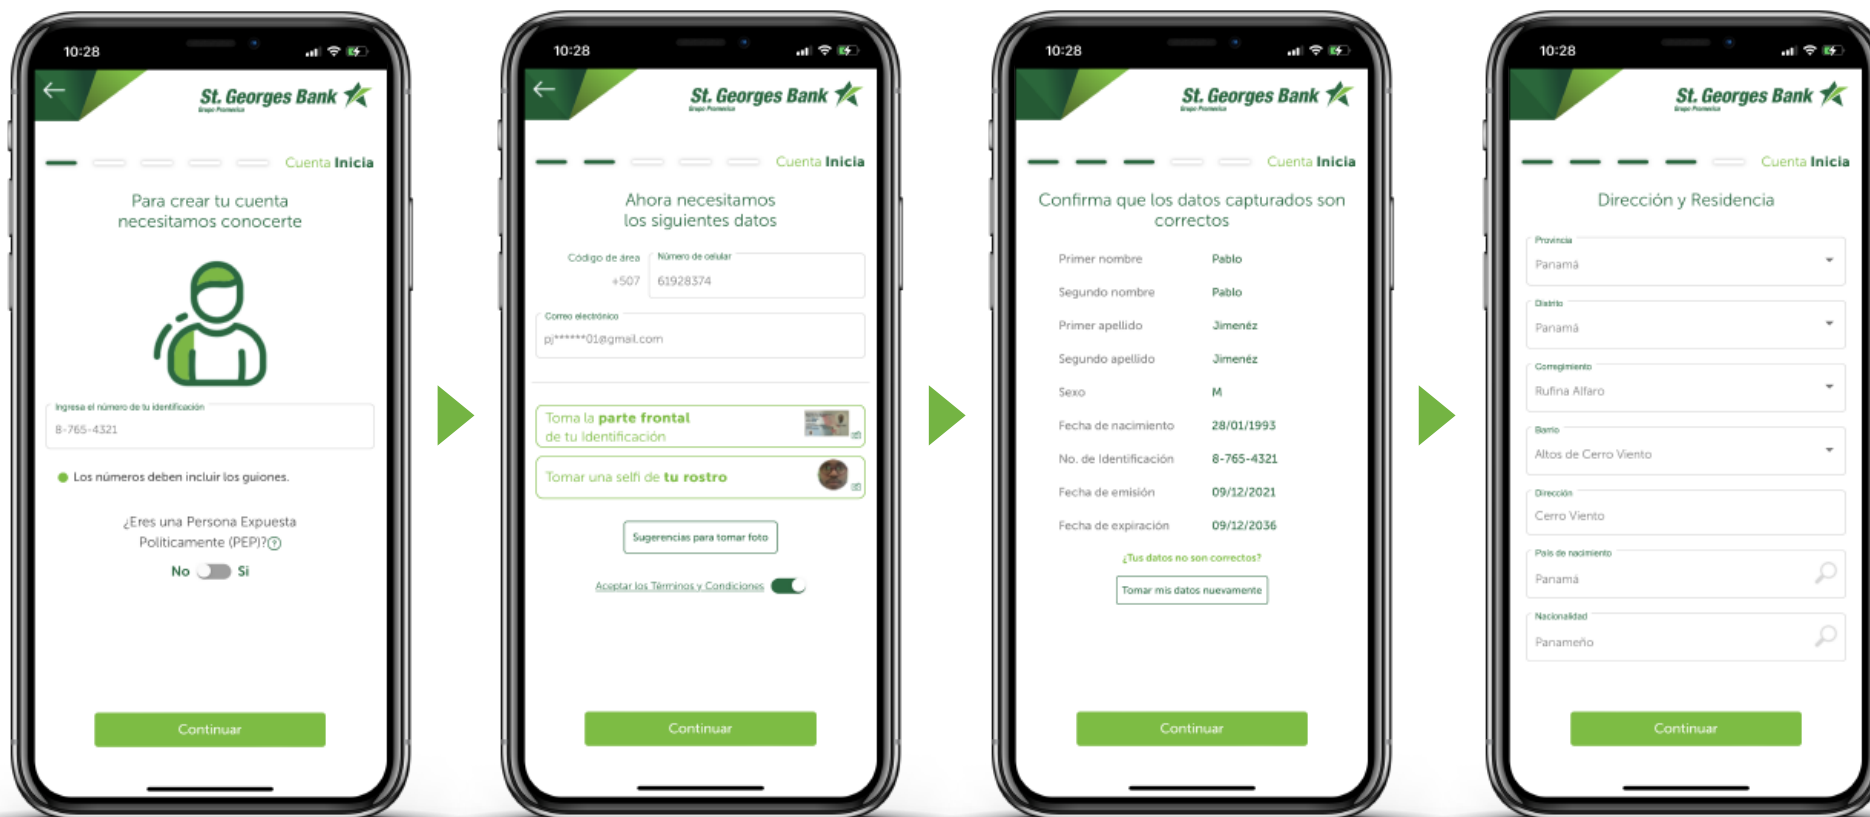 10:28
St. Georges Bank
Grupo Promerica
Cuenta Inicia
Para crear tu cuenta
necesitamos conocerte
Ingresa el número de tu identificación
8-765-4321
Los números deben incluir los guiones.
¿Eres una Persona Expuesta
Políticamente (PEP)??
No Si
Continuar
10:28
St. Georges Bank
Grupo Promerica
Cuenta Inicia
Ahora necesitamos
los siguientes datos
Código de área Número de celular
+507 61928374
Correo electrónico
pj******01@gmail.com
Toma la parte frontal
de tu Identificación
Tomar una selfi de tu rostro
Sugerencias para tomar foto
Aceptar los Términos y Condiciones
Continuar
10:28
St. Georges Bank
Grupo Promerica
Cuenta Inicia
Confirma que los datos capturados son
correctos
Primer nombre Pablo
Segundo nombre Pablo
Primer apellido Jimenéz
Segundo apellido Jimenéz
Sexo M
Fecha de nacimiento 28/01/1993
No. de Identificación 8-765-4321
Fecha de emisión 09/12/2021
Fecha de expiración 09/12/2036
¿Tus datos no son correctos?
Tomar mis datos nuevamente
Continuar
10:28
St. Georges Bank
Grupo Promerica
Cuenta Inicia
Dirección y Residencia
Provincia
Panamá
Distrito
Panamá
Corregimiento
Rufina Alfaro
Barrio
Altos de Cerro Viento
Dirección
Cerro Viento
País de nacimiento
Panamá
Nacionalidad
Panameño
Continuar